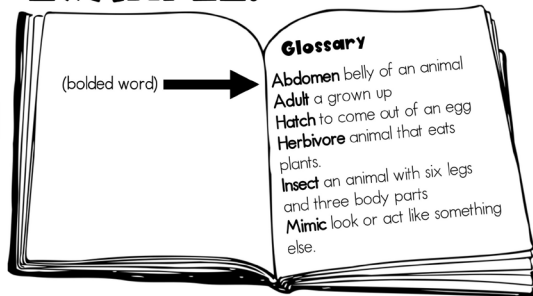 (bolded word)
Glossary
Abdomen belly of an animal
Adult a grown up
Hatch to come out of an egg
Herbivore animal that eats
plants.
Insect an animal with six legs
and three body parts
Mimic look or act like something
else.